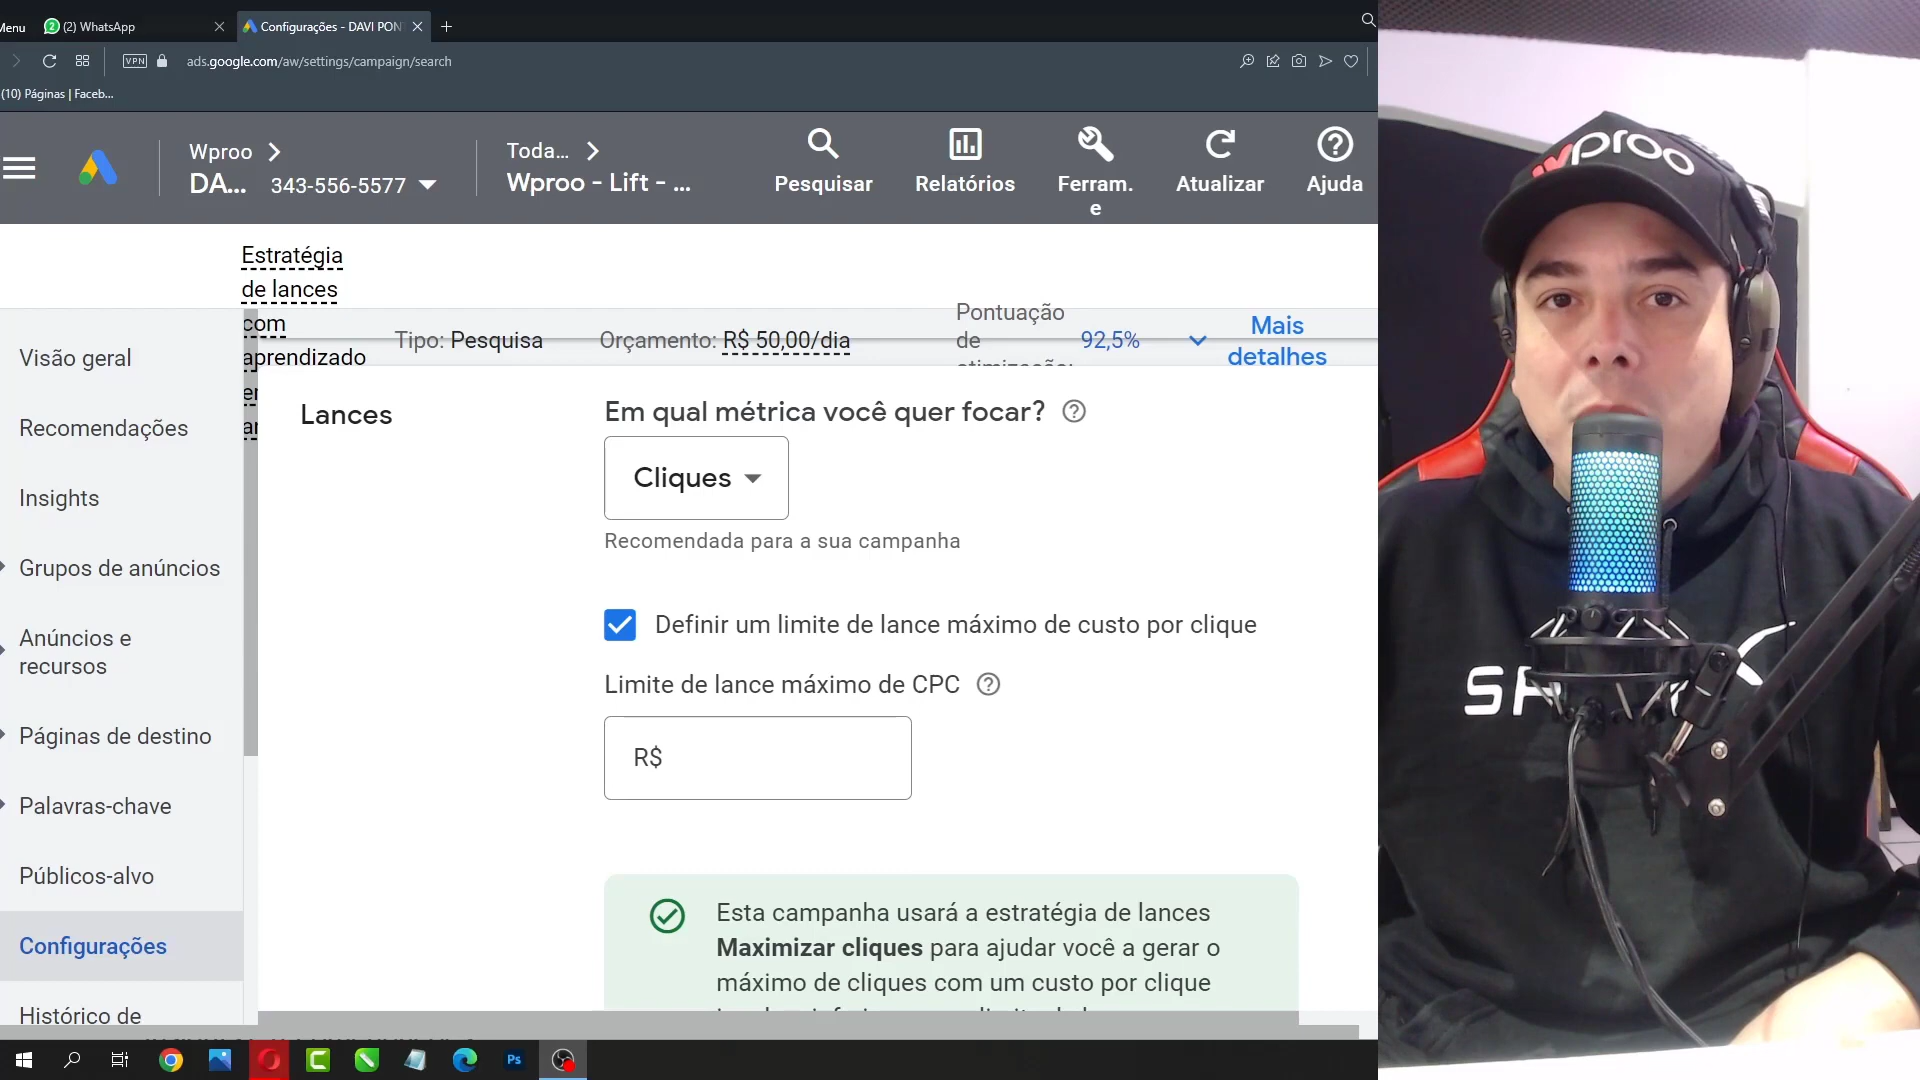 Menu
(2) WhatsApp
Configurações - DAVI PON
VPN
ads.google.com/aw/settings/campaign/search
(10) Páginas | Faceb...
Wproo
DA...
343-556-5577
Toda...
Wproo - Lift - ...
Pesquisar
Relatórios
Ferram.
e
Atualizar
Ajuda
Estratégia
de lances
com
aprendizado
Tipo: Pesquisa
Orçamento: R$ 50,00/dia
Pontuação
de
92,5%
Mais
detalhes
Visão geral
Recomendações
Insights
Grupos de anúncios
Anúncios e
recursos
Páginas de destino
Palavras-chave
Públicos-alvo
Configurações
Histórico de
Lances
Em qual métrica você quer focar?
Cliques
Recomendada para a sua campanha
Definir um limite de lance máximo de custo por clique
Limite de lance máximo de CPC
R$
Esta campanha usará a estratégia de lances
Maximizar cliques para ajudar você a gerar o
máximo de cliques com um custo por clique
Ps
wproo